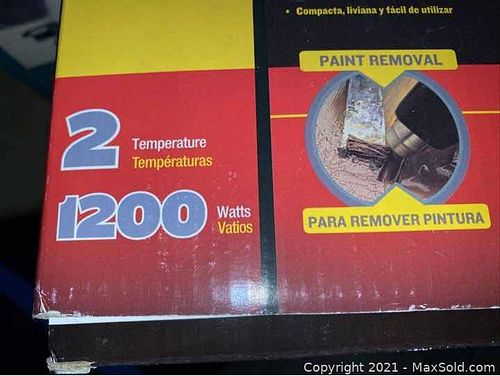 • Compacta, liviana y fácil de utilizar
PAINT REMOVAL
2 Temperature
Témpératuras
1200 Watts
Vatios
PARA REMOVER PINTURA
Copyright 2021 - MaxSold.com